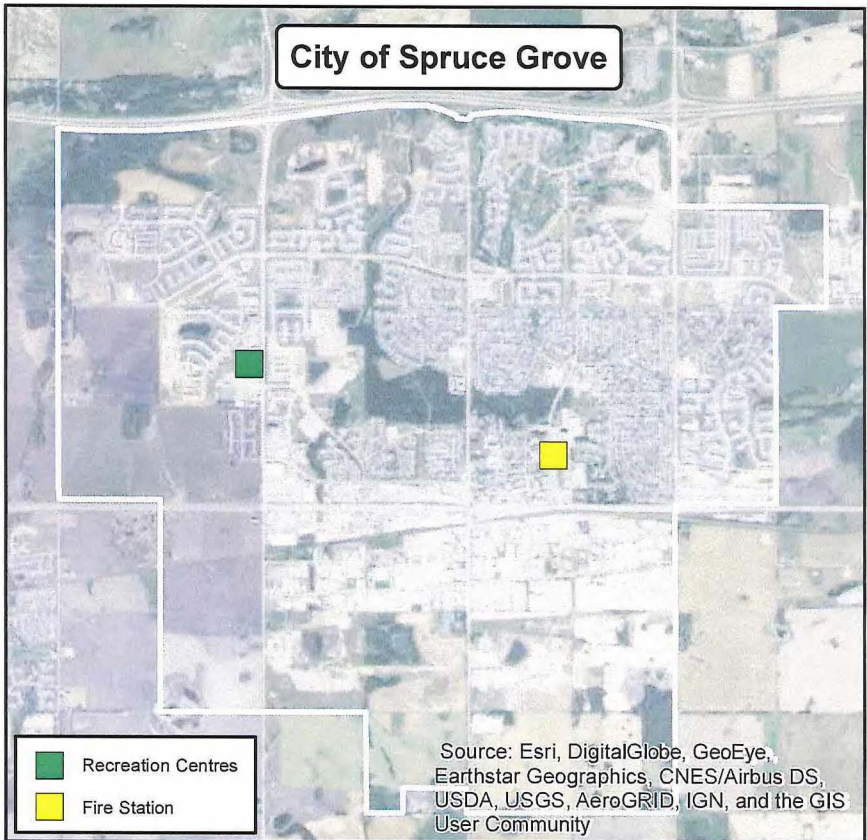 City of Spruce Grove
Recreation Centres
Fire Station
Source: Esri, DigitalGlobe, GeoEye,
Earthstar Geographics, CNES/Airbus DS,
USDA, USGS, AeroGRID, IGN, and the GIS
User Community